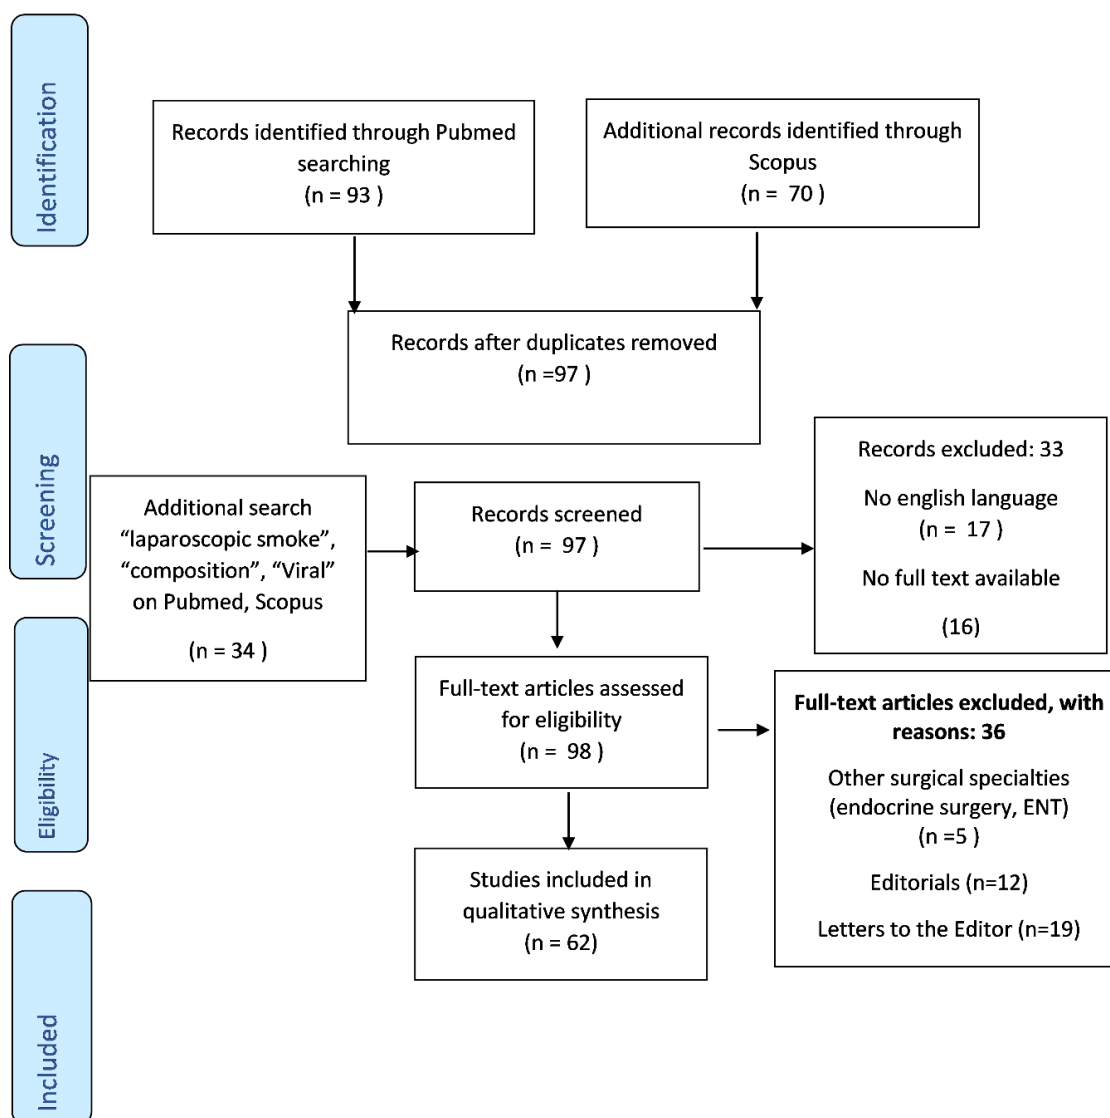 Identification
Records identified through Pubmed
searching
(n = 93 )
Additional records identified through
Scopus
(n =  70 )
Records after duplicates removed
(n =97 )
Screening
Additional search
“laparoscopic smoke”,
“composition”, “Viral”
on Pubmed, Scopus
(n = 34 )
Records screened
(n =  97 )
Records excluded: 33
No english language
(n =  17 )
No full text available
(16)
Eligibility
Full-text articles assessed
for eligibility
(n =  98 )
Full-text articles excluded, with
reasons: 36
Other surgical specialties
(endocrine surgery, ENT)
(n =5 )
Editorials (n=12)
Letters to the Editor (n=19)
Included
Studies included in
qualitative synthesis
(n = 62)